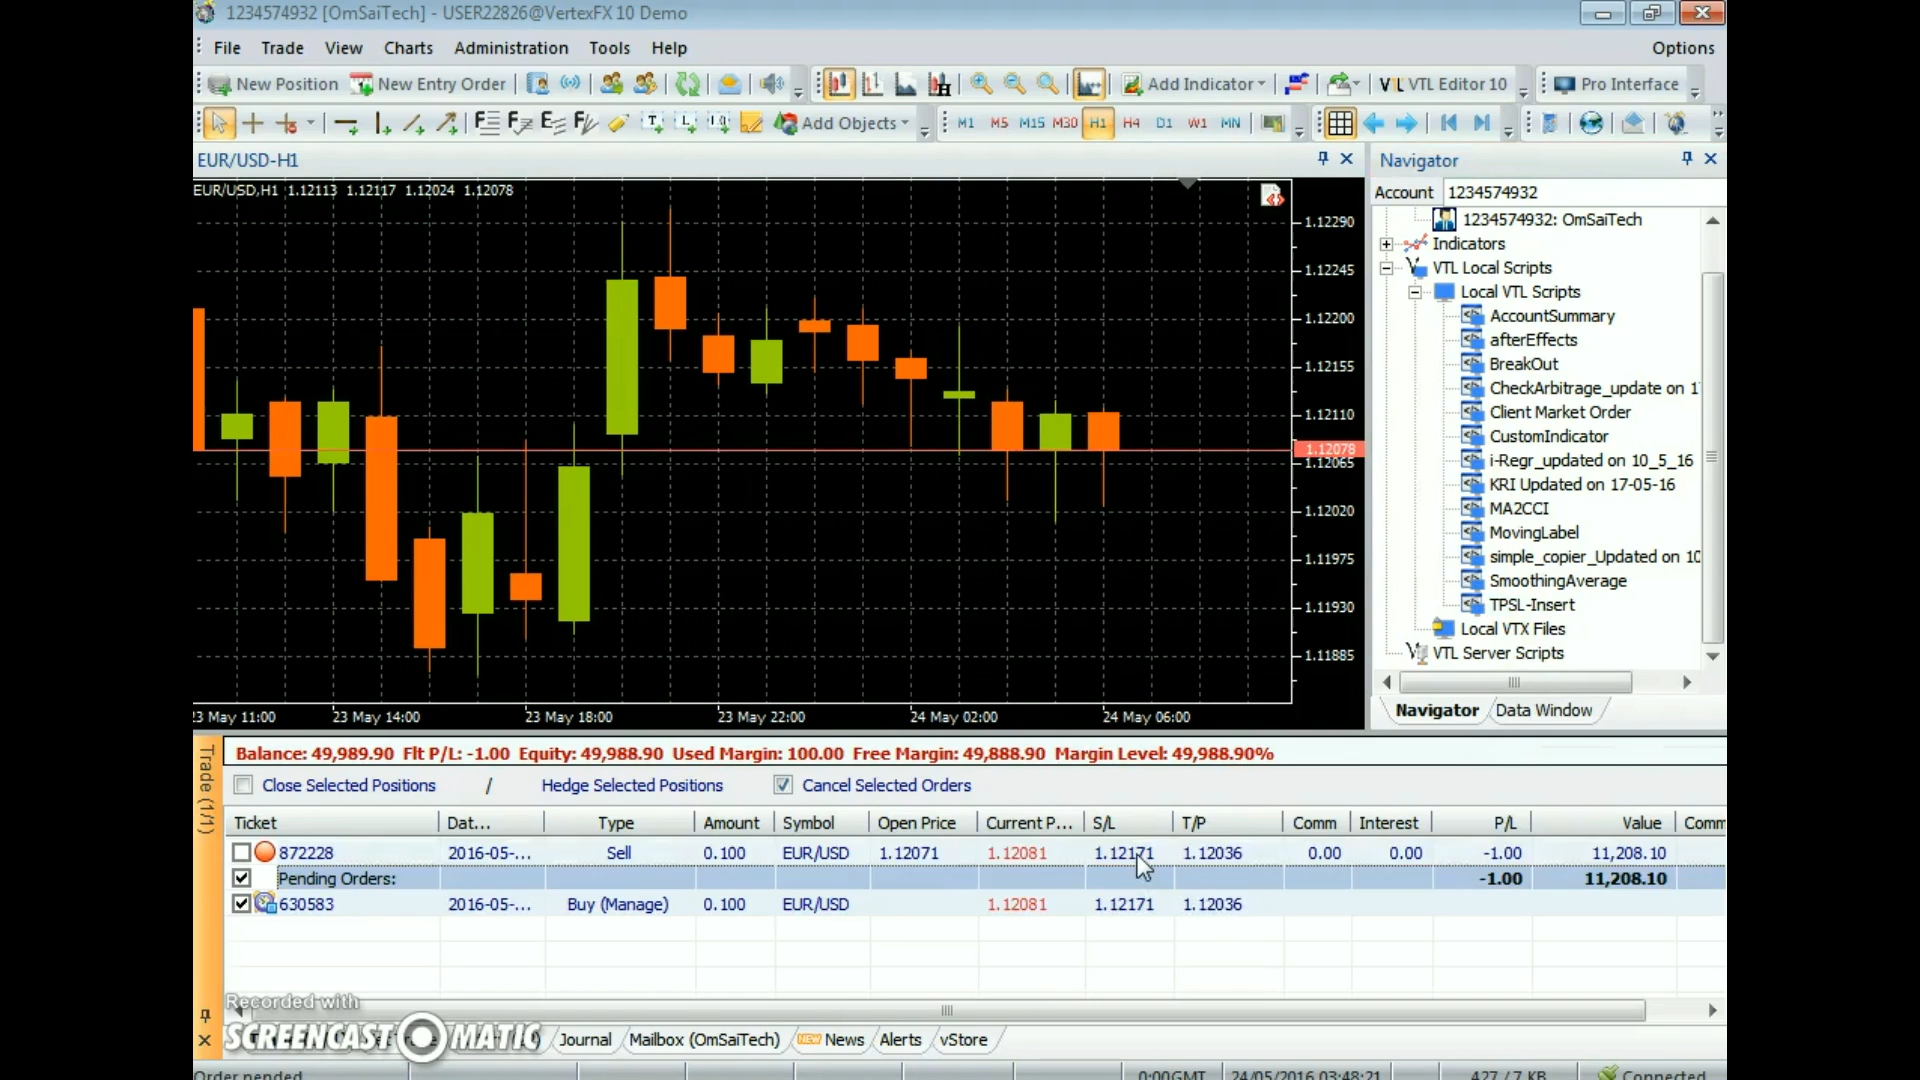 1234574932 [OmSaiTech] - USER22826@VertexFX 10 Demo
File Trade View Charts Administration Tools Help Options
New Position New Entry Order Add Indicator VTL VTL Editor 10 Pro Interface
Add Objects M1 M5 M15 M30 H1 H4 D1 W1 MN
EUR/USD-H1
EUR/USD,H1 1.12113 1.12117 1.12024 1.12078
1.12290
1.12245
1.12200
1.12155
1.12110
1.12078
1.12065
1.12020
1.11975
1.11930
1.11885
23 May 11:00 23 May 14:00 23 May 18:00 23 May 22:00 24 May 02:00 24 May 06:00
Navigator
Account 1234574932
1234574932: OmSaiTech
Indicators
VTL Local Scripts
Local VTL Scripts
AccountSummary
afterEffects
BreakOut
CheckArbitrage_update on 1
Client Market Order
CustomIndicator
i-Regr_updated on 10_5_16
KRI Updated on 17-05-16
MA2CCI
MovingLabel
simple_copier_Updated on 10
SmoothingAverage
TPSL-Insert
Local VTX Files
VTL Server Scripts
Navigator Data Window
Trade (1/1)
Balance: 49,989.90 Flt P/L: -1.00 Equity: 49,988.90 Used Margin: 100.00 Free Margin: 49,888.90 Margin Level: 49,988.90%
Close Selected Positions / Hedge Selected Positions Cancel Selected Orders
Ticket Dat... Type Amount Symbol Open Price Current P... S/L T/P Comm Interest P/L Value Comm
872228 2016-05-... Sell 0.100 EUR/USD 1.12071 1.12081 1.12171 1.12036 0.00 0.00 -1.00 11,208.10
Pending Orders: -1.00 11,208.10
630583 2016-05-... Buy (Manage) 0.100 EUR/USD 1.12081 1.12171 1.12036
Recorded with
SCREENCAST-O-MATIC
Journal Mailbox (OmSaiTech) NEW News Alerts vStore
Order pended 0:00GMT 24/05/2016 03:48:21 427 / 7 KB Connected